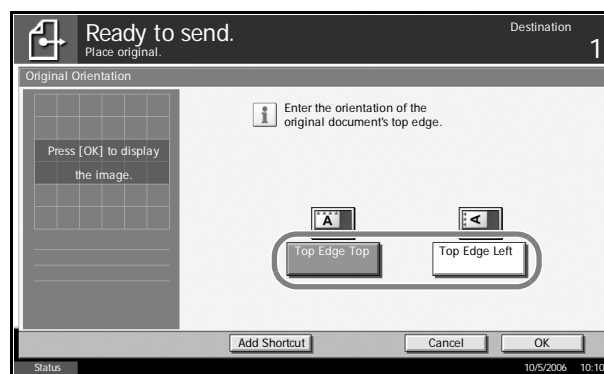 Ready to send.
Place original.
Destination
1
Original Orientation
Press [OK] to display
the image.
Enter the orientation of the
original document's top edge.
A
A
Top Edge Top
Top Edge Left
Add Shortcut
Cancel
OK
Status
10/5/2006 10:10